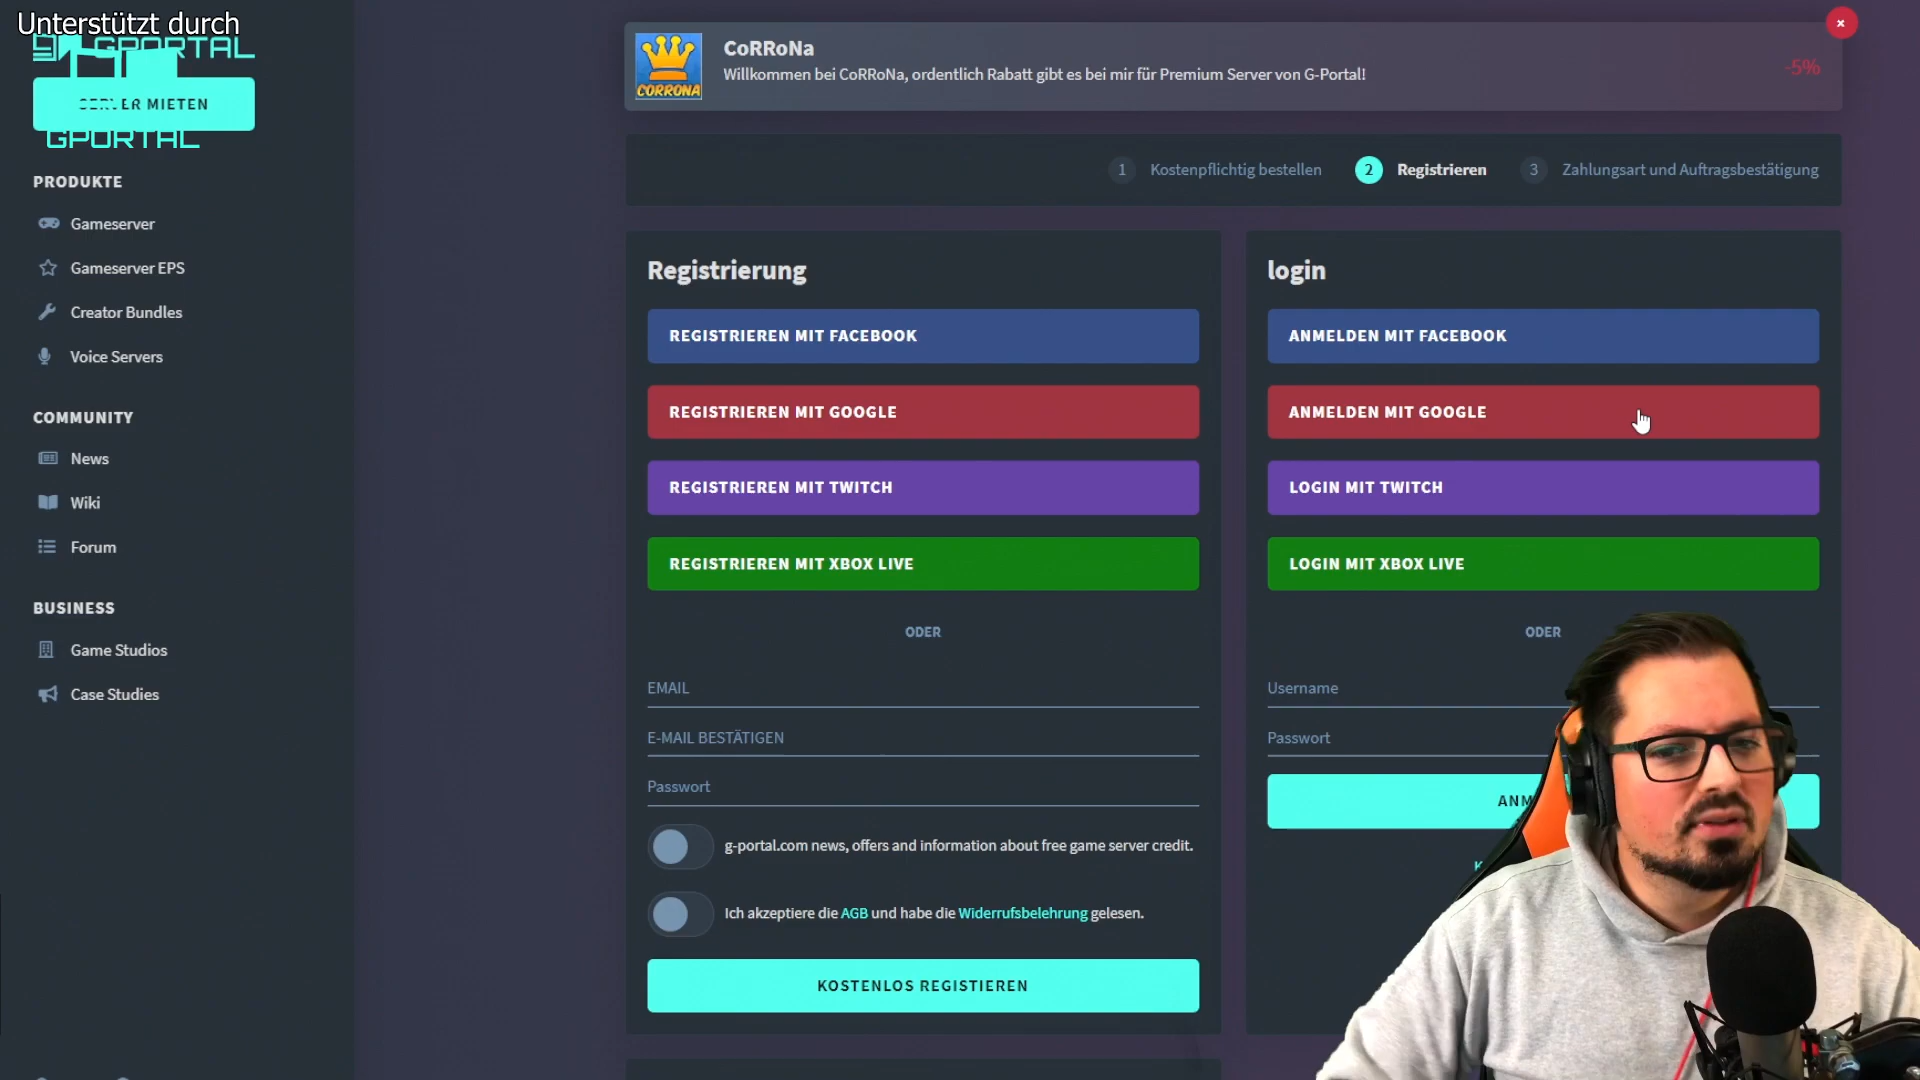 Unterstützt durch
GPORTAL
SERVER MIETEN
GPORTAL
PRODUKTE
Gameserver
Gameserver EPS
Creator Bundles
Voice Servers
COMMUNITY
News
Wiki
Forum
BUSINESS
Game Studios
Case Studies
CORRONA
CoRRoNa
Willkommen bei CoRRoNa, ordentlich Rabatt gibt es bei mir für Premium Server von G-Portal!
-5%
1 Kostenpflichtig bestellen 2 Registrieren 3 Zahlungsart und Auftragsbestätigung
Registrierung
REGISTRIEREN MIT FACEBOOK
REGISTRIEREN MIT GOOGLE
REGISTRIEREN MIT TWITCH
REGISTRIEREN MIT XBOX LIVE
ODER
EMAIL
E-MAIL BESTÄTIGEN
Passwort
g-portal.com news, offers and information about free game server credit.
Ich akzeptiere die AGB und habe die Widerrufsbelehrung gelesen.
KOSTENLOS REGISTIEREN
login
ANMELDEN MIT FACEBOOK
ANMELDEN MIT GOOGLE
LOGIN MIT TWITCH
LOGIN MIT XBOX LIVE
ODER
Username
Passwort